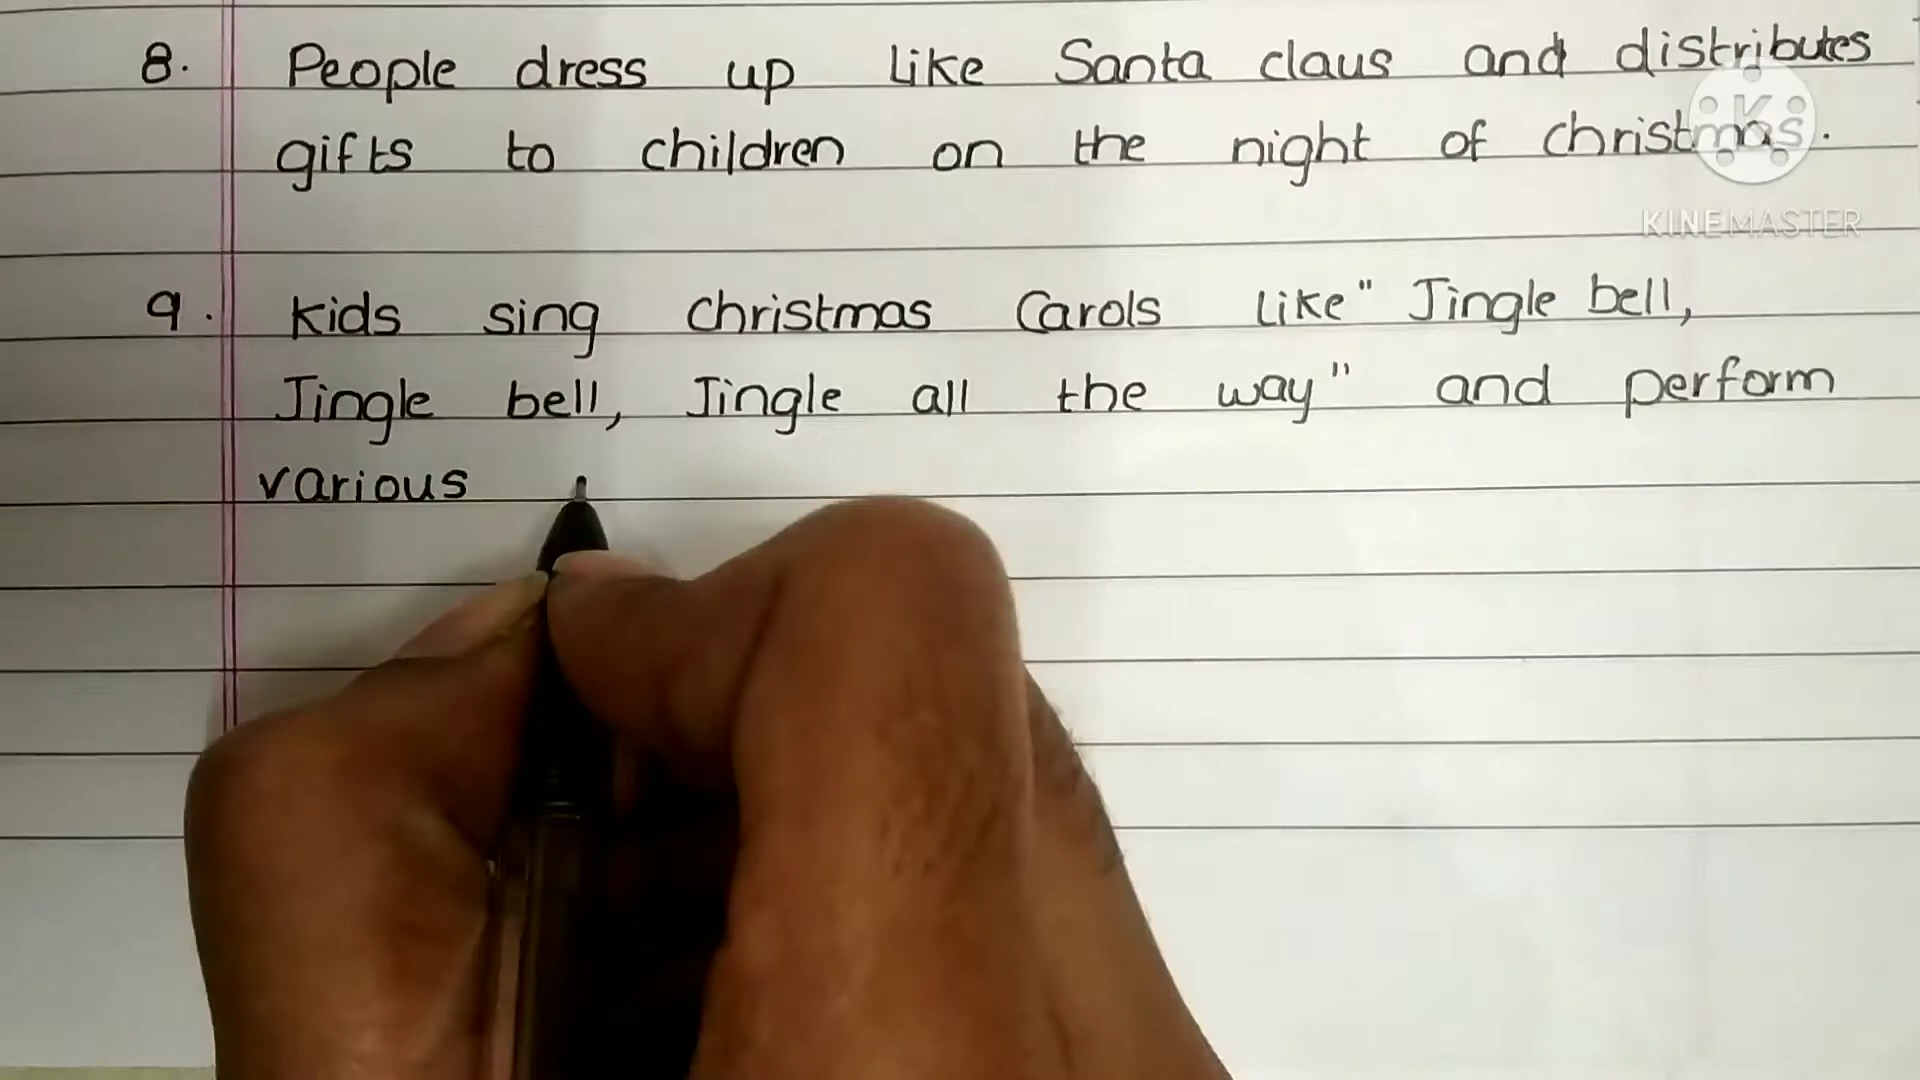 8. People dress up like Santa claus and distributes
gifts to children on the night of christmas.
KINEMASTER
9. Kids sing christmas Carols like "Jingle bell,
Jingle bell, Jingle all the way" and perform
various